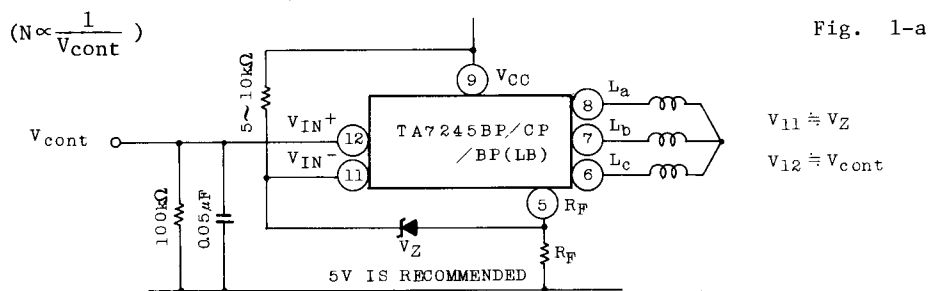 (N∝1/Vcont)
Fig. 1-a
9 VCC
5~10kΩ
8 La
Vcont
VIN+ 12
TA7245BP/CP
/BP(LB)
7 Lb
V11≒VZ
VIN- 11
6 Lc
V12≒Vcont
5 RF
100kΩ
0.05μF
VZ
RF
5V IS RECOMMENDED